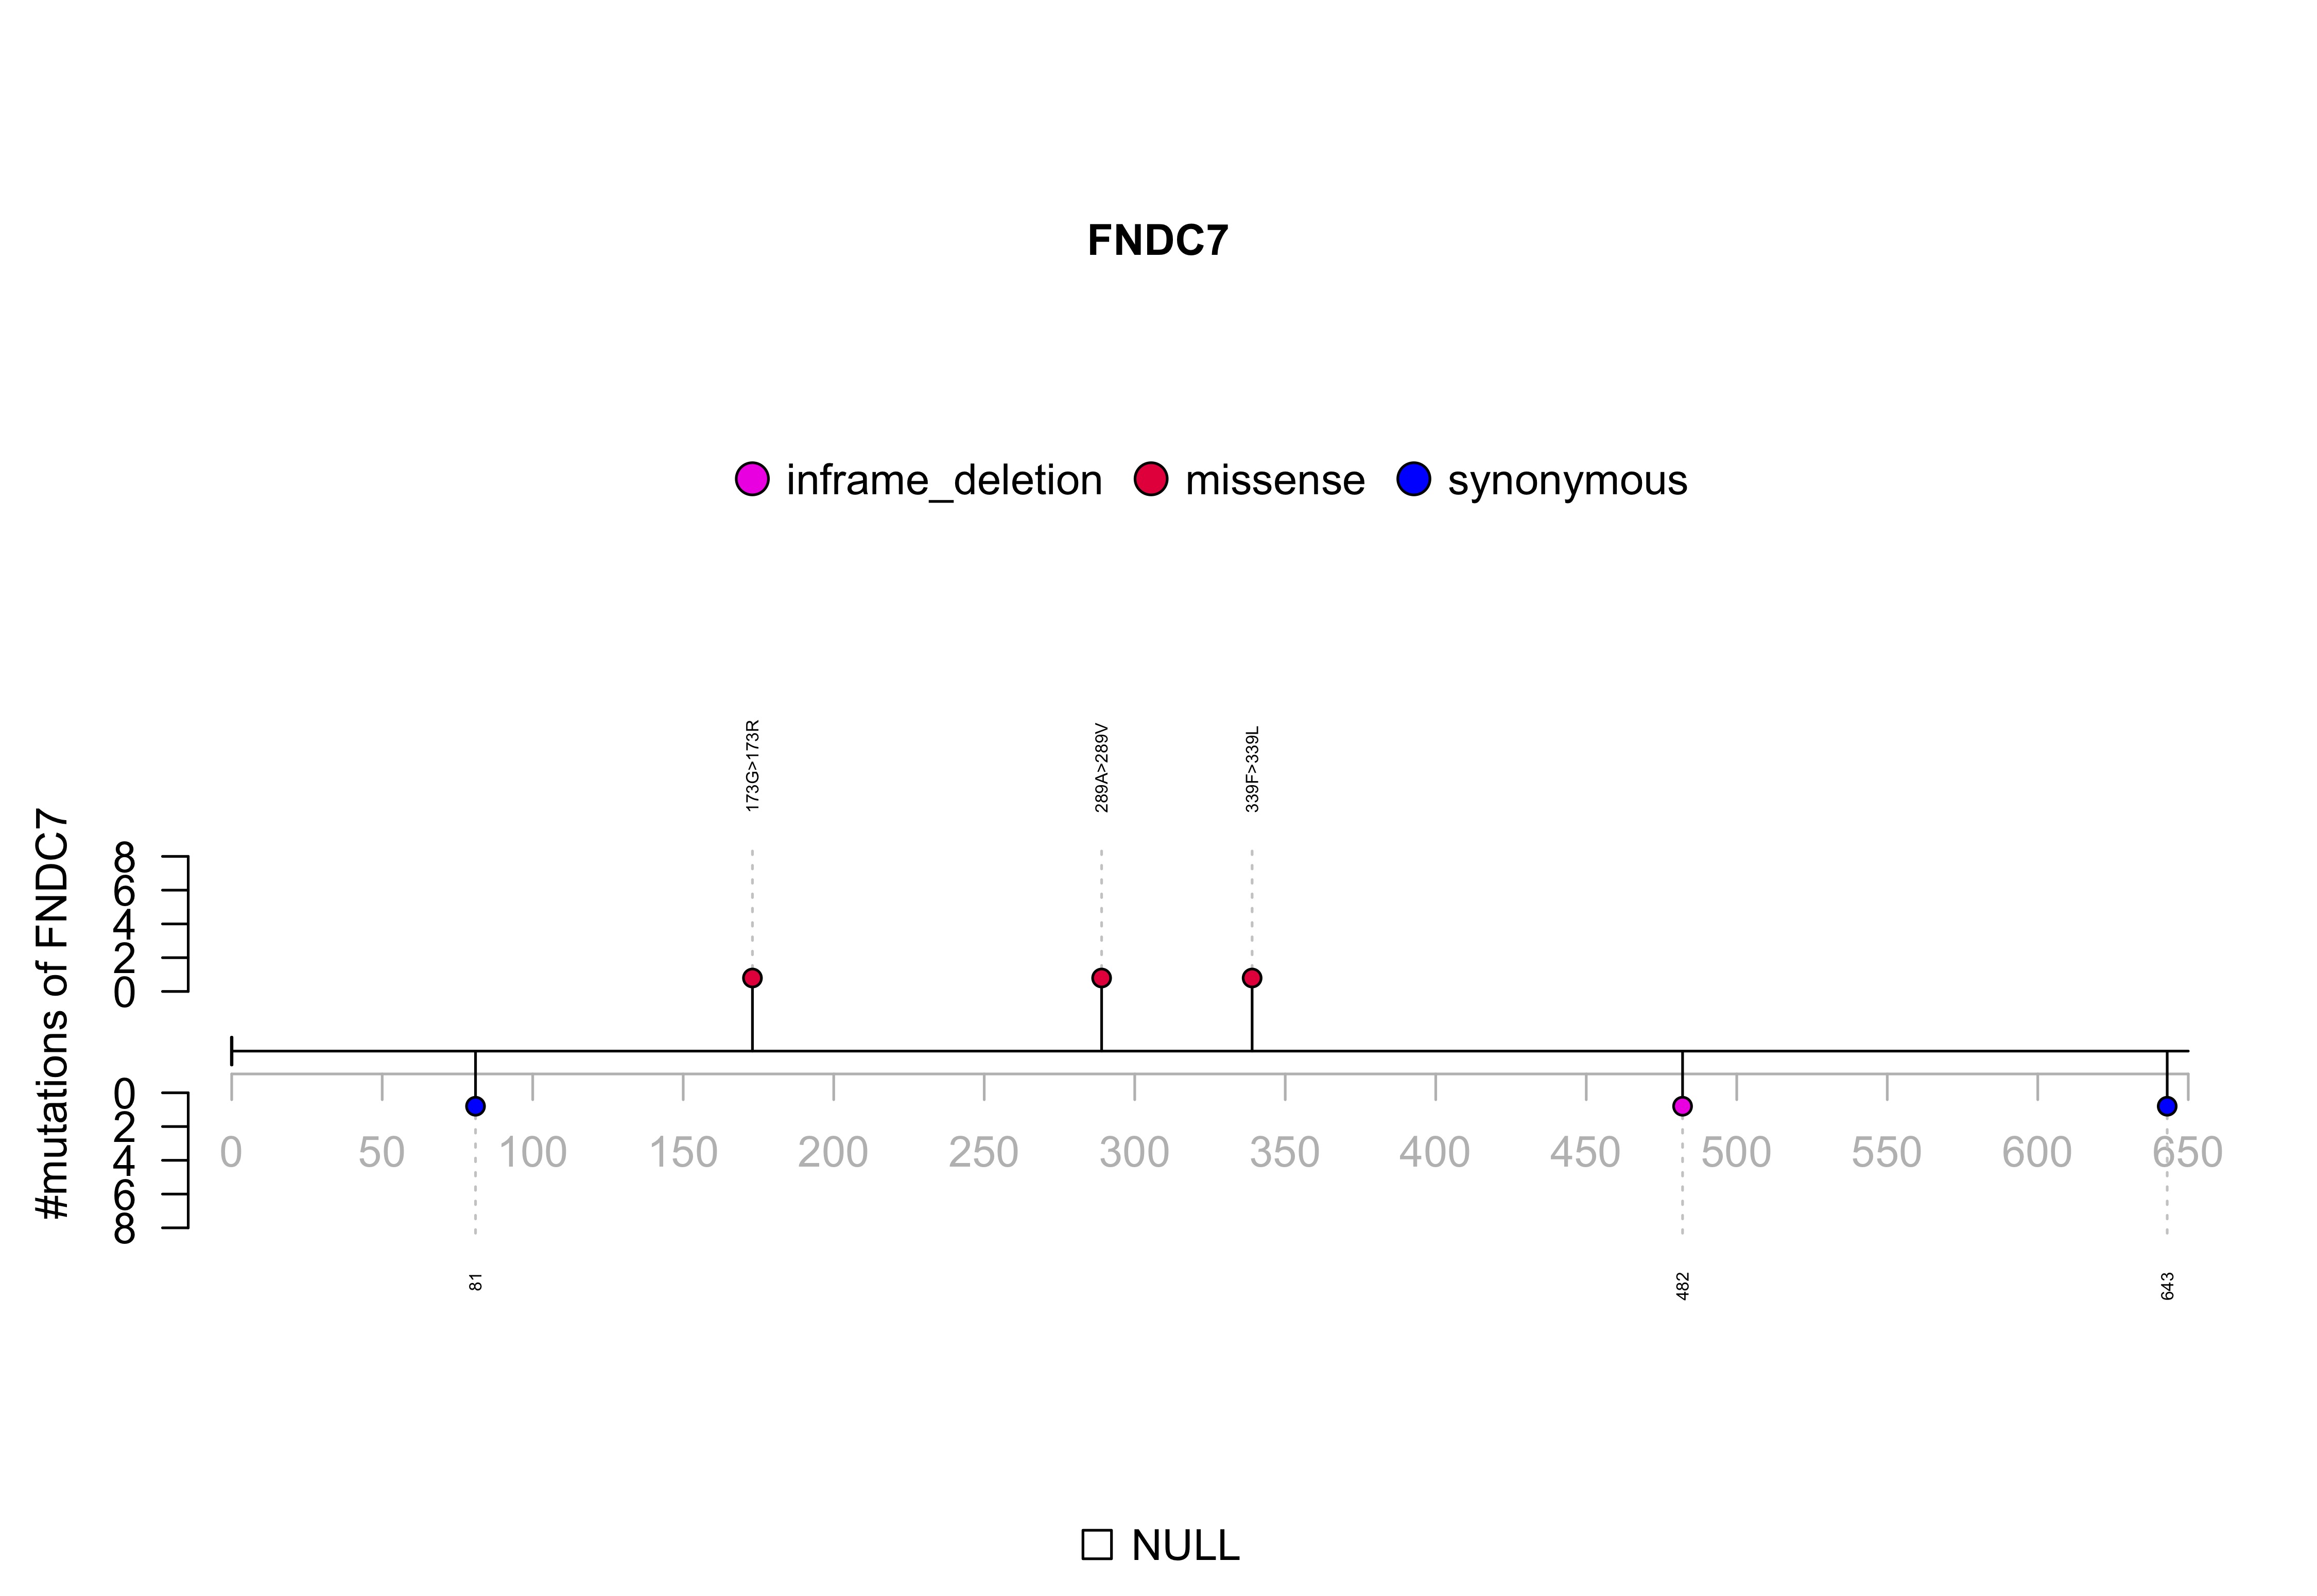 FNDC7
inframe_deletion missense synonymous
173G>173R 289A>289V 339F>339L
#mutations of FNDC7
8
6
4
2
0
0
2
4
6
8
0 50 100 150 200 250 300 350 400 450 500 550 600 650
81 482 643
NULL